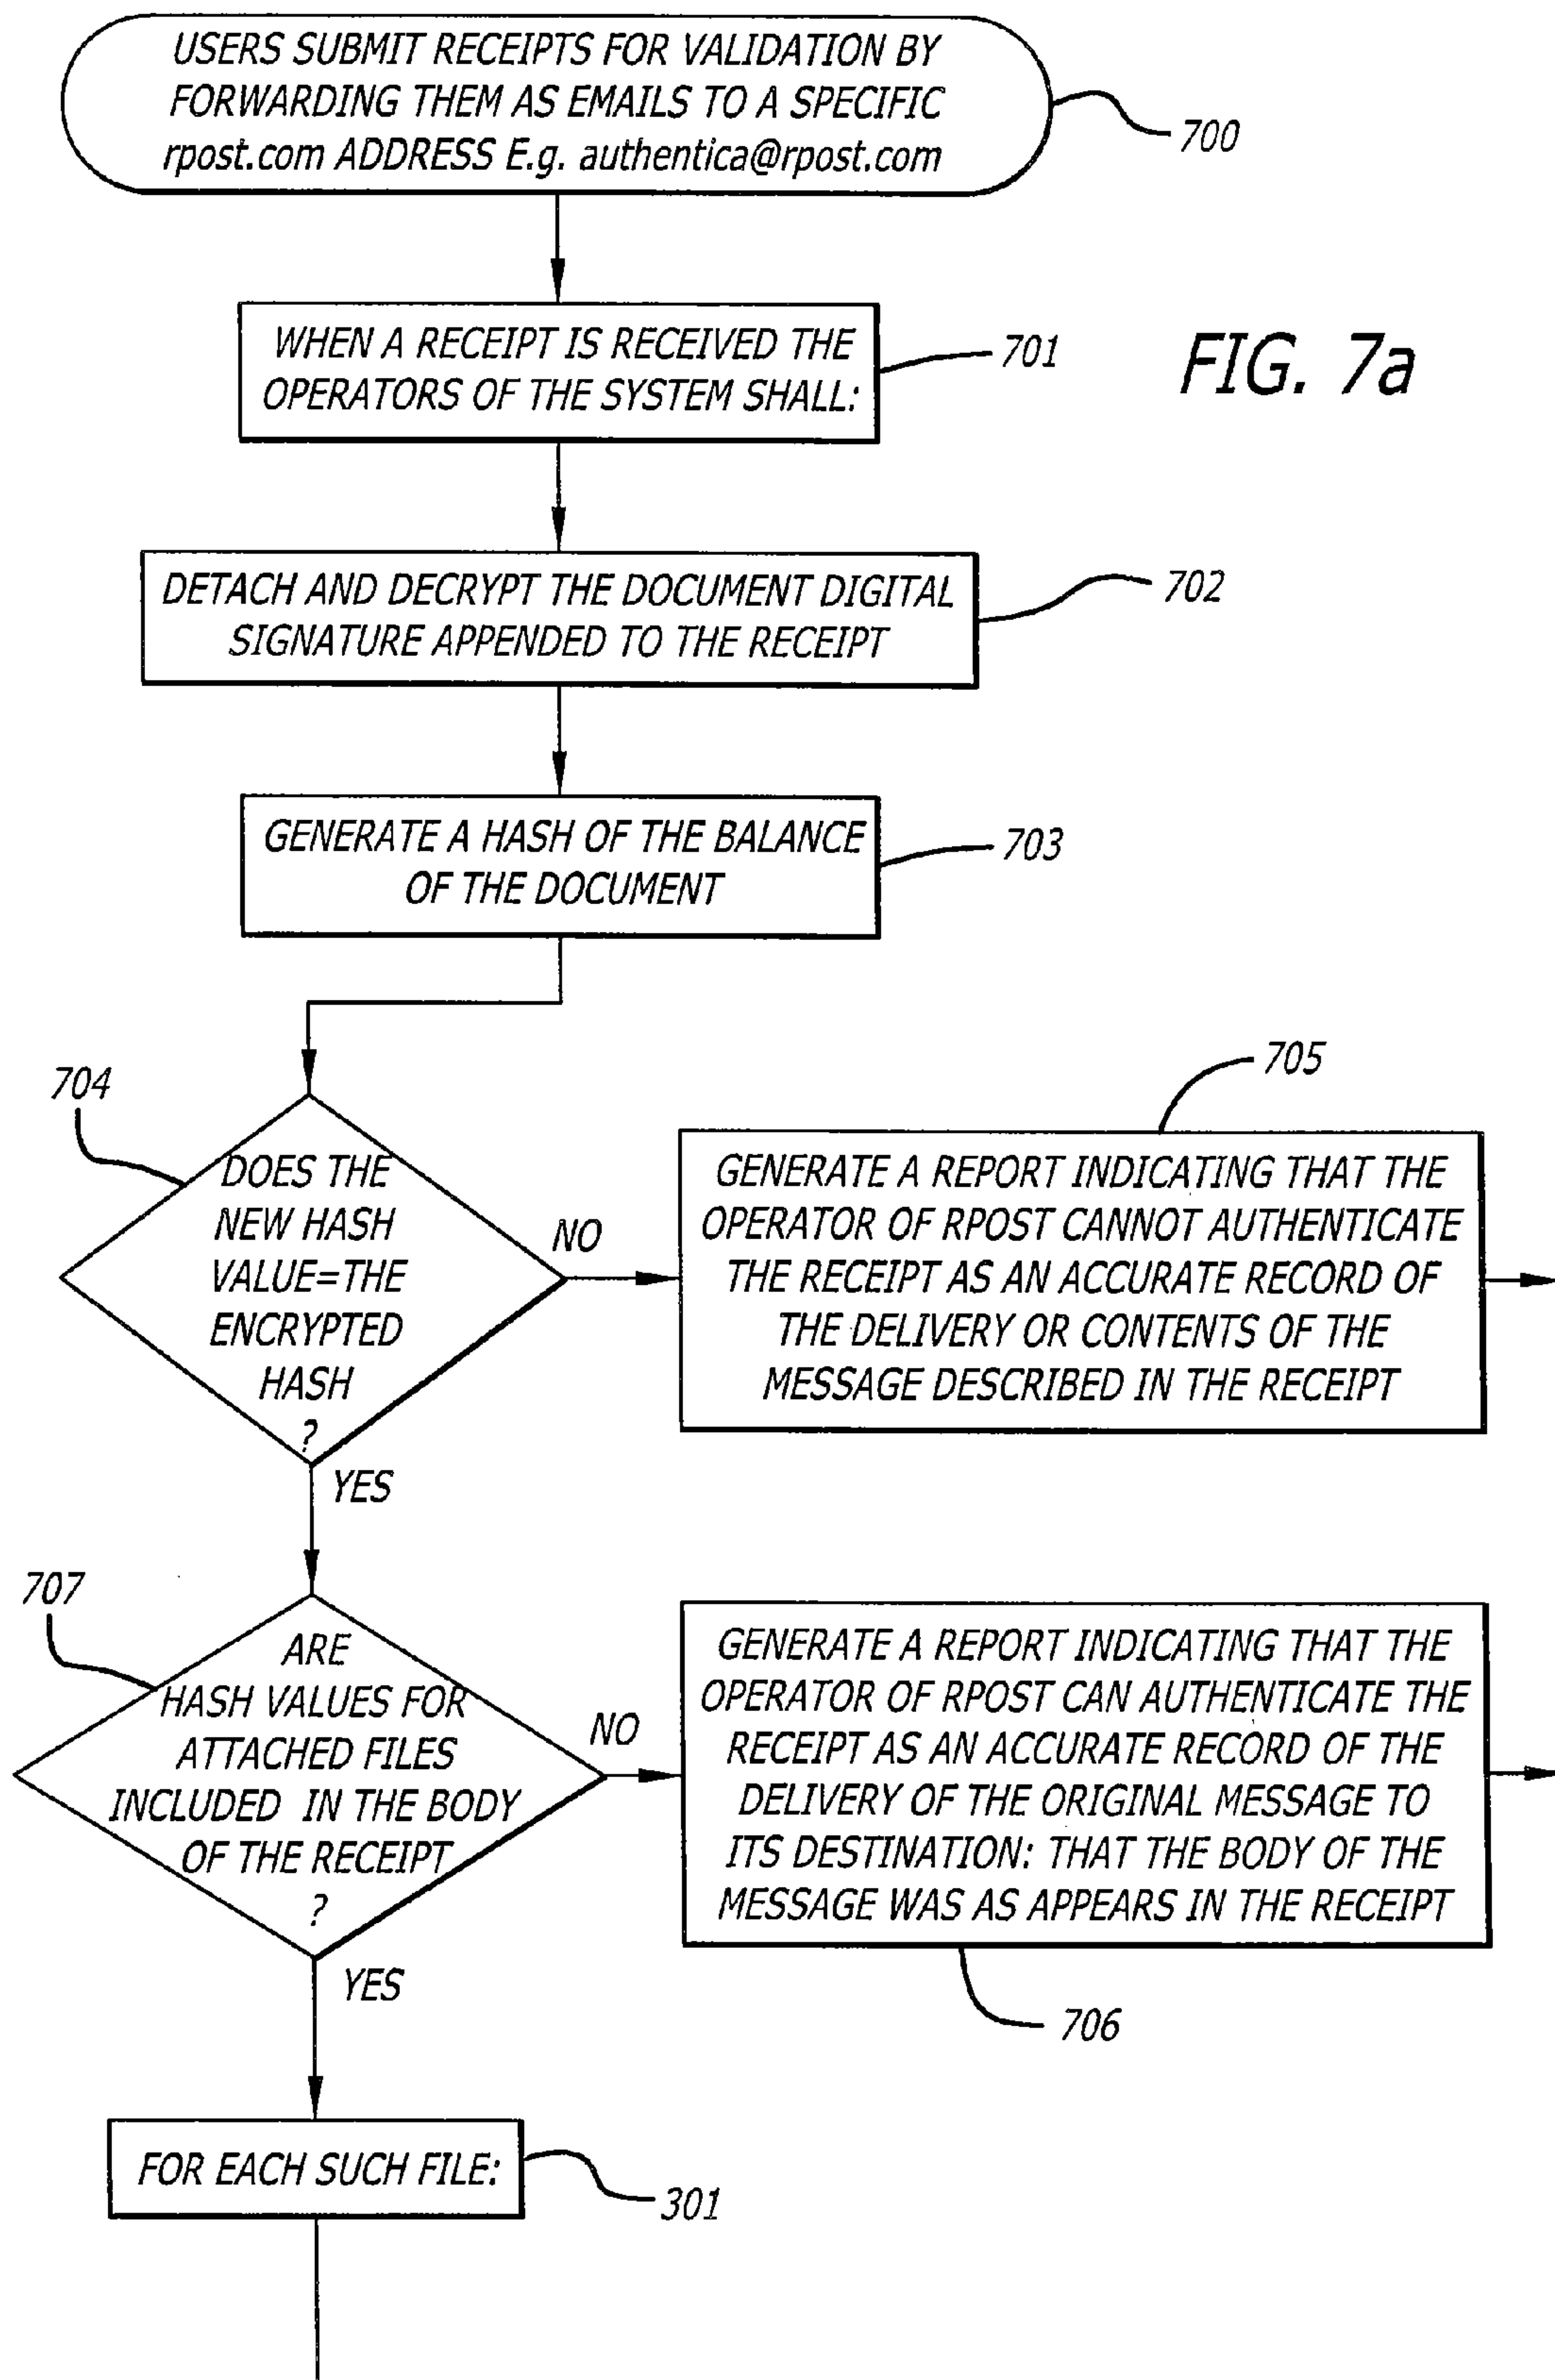 USERS SUBMIT RECEIPTS FOR VALIDATION BY
FORWARDING THEM AS EMAILS TO A SPECIFIC
rpost.com ADDRESS E.g. authentica@rpost.com
700
WHEN A RECEIPT IS RECEIVED THE
OPERATORS OF THE SYSTEM SHALL:
701
FIG. 7a
DETACH AND DECRYPT THE DOCUMENT DIGITAL
SIGNATURE APPENDED TO THE RECEIPT
702
GENERATE A HASH OF THE BALANCE
OF THE DOCUMENT
703
704
DOES THE
NEW HASH
VALUE=THE
ENCRYPTED
HASH
?
NO
YES
705
GENERATE A REPORT INDICATING THAT THE
OPERATOR OF RPOST CANNOT AUTHENTICATE
THE RECEIPT AS AN ACCURATE RECORD OF
THE DELIVERY OR CONTENTS OF THE
MESSAGE DESCRIBED IN THE RECEIPT
707
ARE
HASH VALUES FOR
ATTACHED FILES
INCLUDED IN THE BODY
OF THE RECEIPT
?
NO
YES
GENERATE A REPORT INDICATING THAT THE
OPERATOR OF RPOST CAN AUTHENTICATE THE
RECEIPT AS AN ACCURATE RECORD OF THE
DELIVERY OF THE ORIGINAL MESSAGE TO
ITS DESTINATION: THAT THE BODY OF THE
MESSAGE WAS AS APPEARS IN THE RECEIPT
706
FOR EACH SUCH FILE:
301